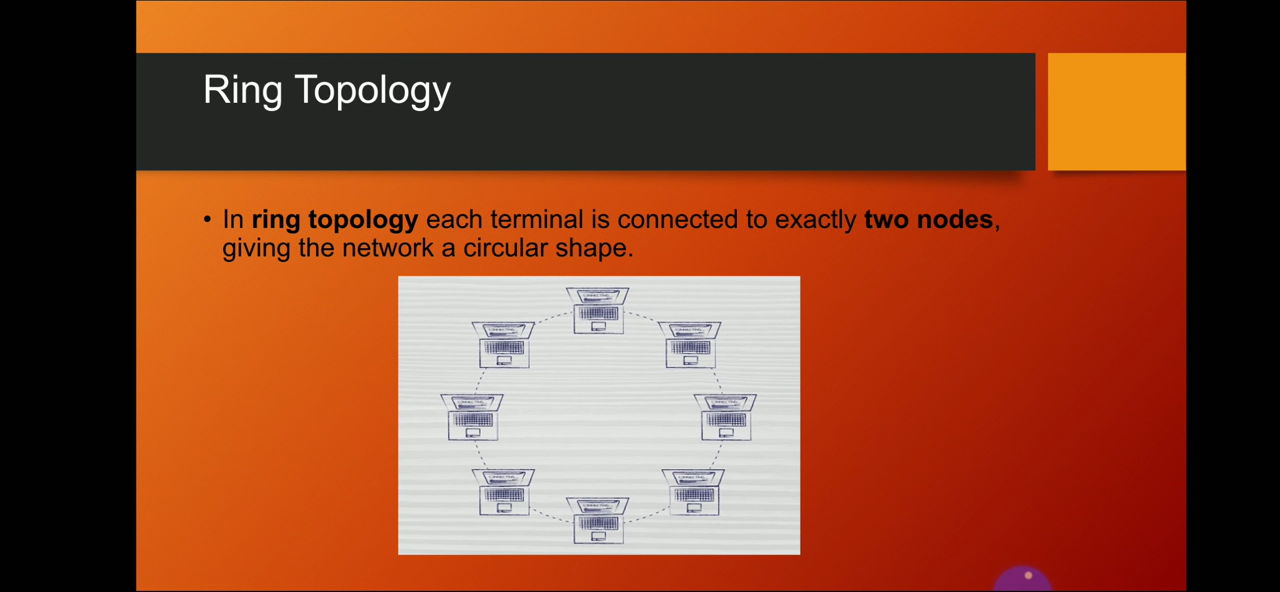 Ring Topology
• In ring topology each terminal is connected to exactly two nodes,
giving the network a circular shape.